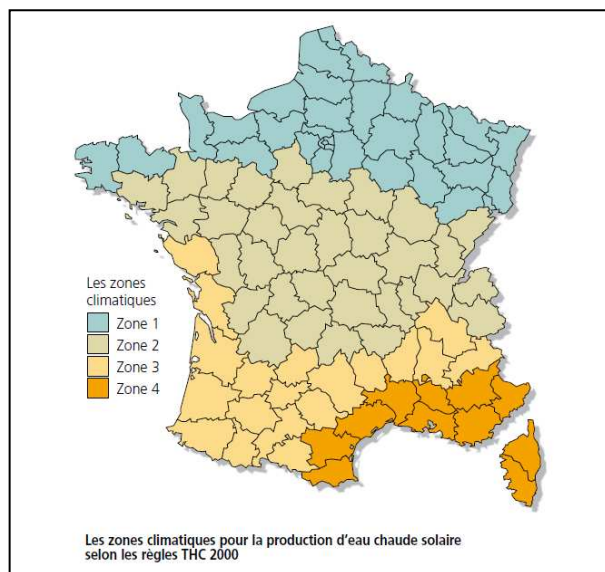 Les zones
climatiques
Zone 1
Zone 2
Zone 3
Zone 4
Les zones climatiques pour la production d'eau chaude solaire
selon les règles THC 2000